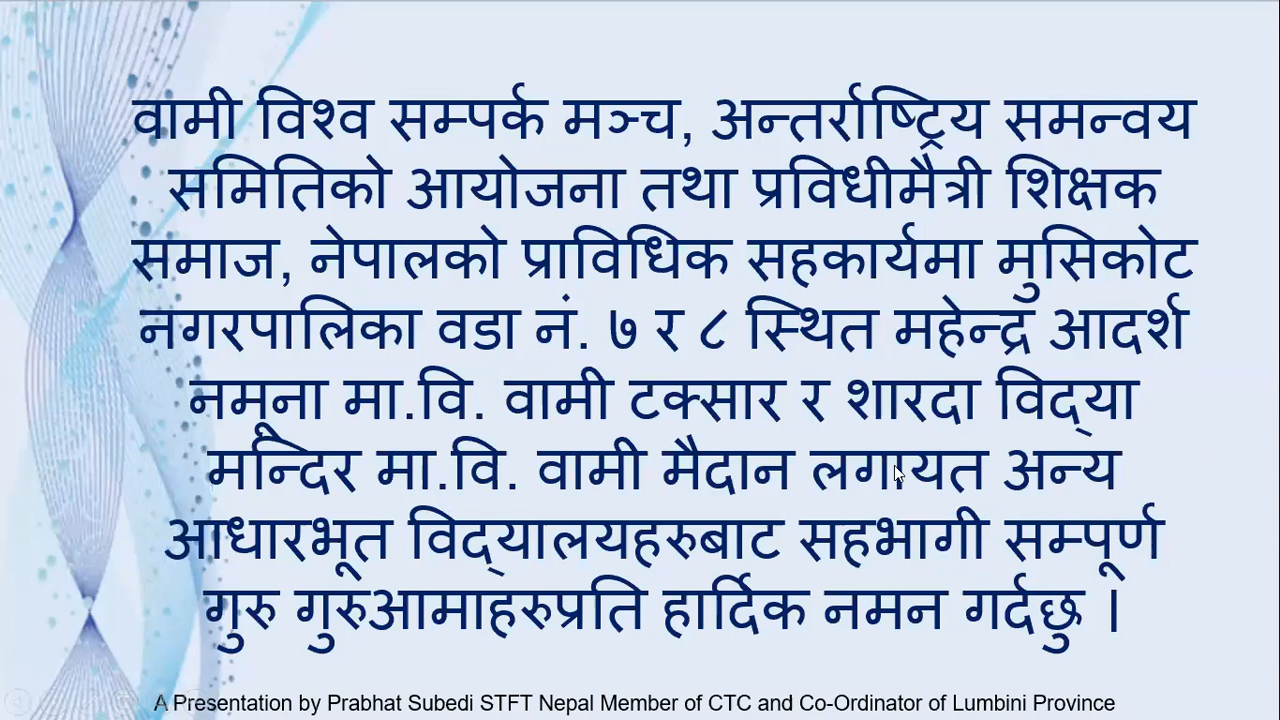 वामी विश्व सम्पर्क मञ्च, अन्तर्राष्ट्रिय समन्वय
समितिको आयोजना तथा प्रविधीमैत्री शिक्षक
समाज, नेपालको प्राविधिक सहकार्यमा मुसिकोट
नगरपालिका वडा नं. ७ र ८ स्थित महेन्द्र आदर्श
नमूना मा.वि. वामी टक्सार र शारदा विद्‌या
मन्दिर मा.वि. वामी मैदान लगायत अन्य
आधारभूत विद्‌यालयहरुबाट सहभागी सम्पूर्ण
गुरु गुरुआमाहरुप्रति हार्दिक नमन गर्दछु ।
A Presentation by Prabhat Subedi STFT Nepal Member of CTC and Co-Ordinator of Lumbini Province